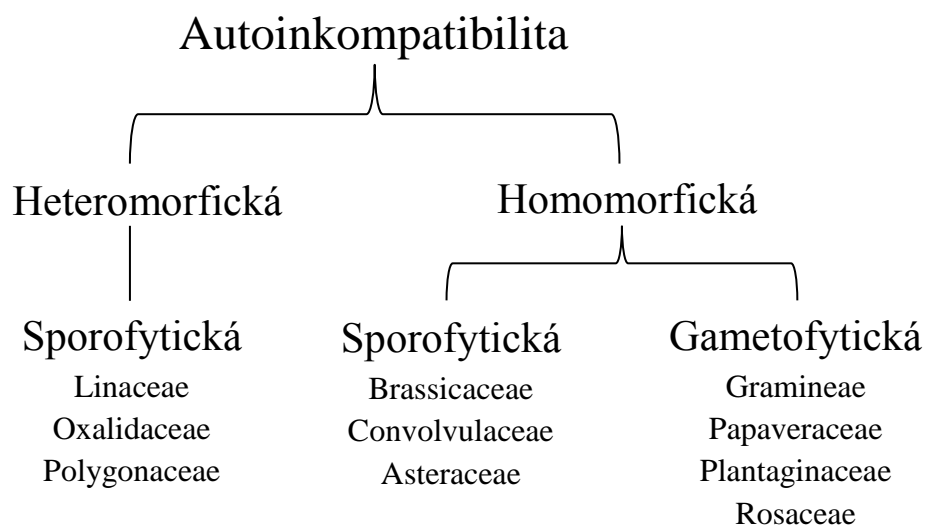 Autoinkompatibilita
Heteromorfická
Homomorfická
Sporofytická
Linaceae
Oxalidaceae
Polygonaceae
Sporofytická
Brassicaceae
Convolvulaceae
Asteraceae
Gametofytická
Gramineae
Papaveraceae
Plantaginaceae
Rosaceae